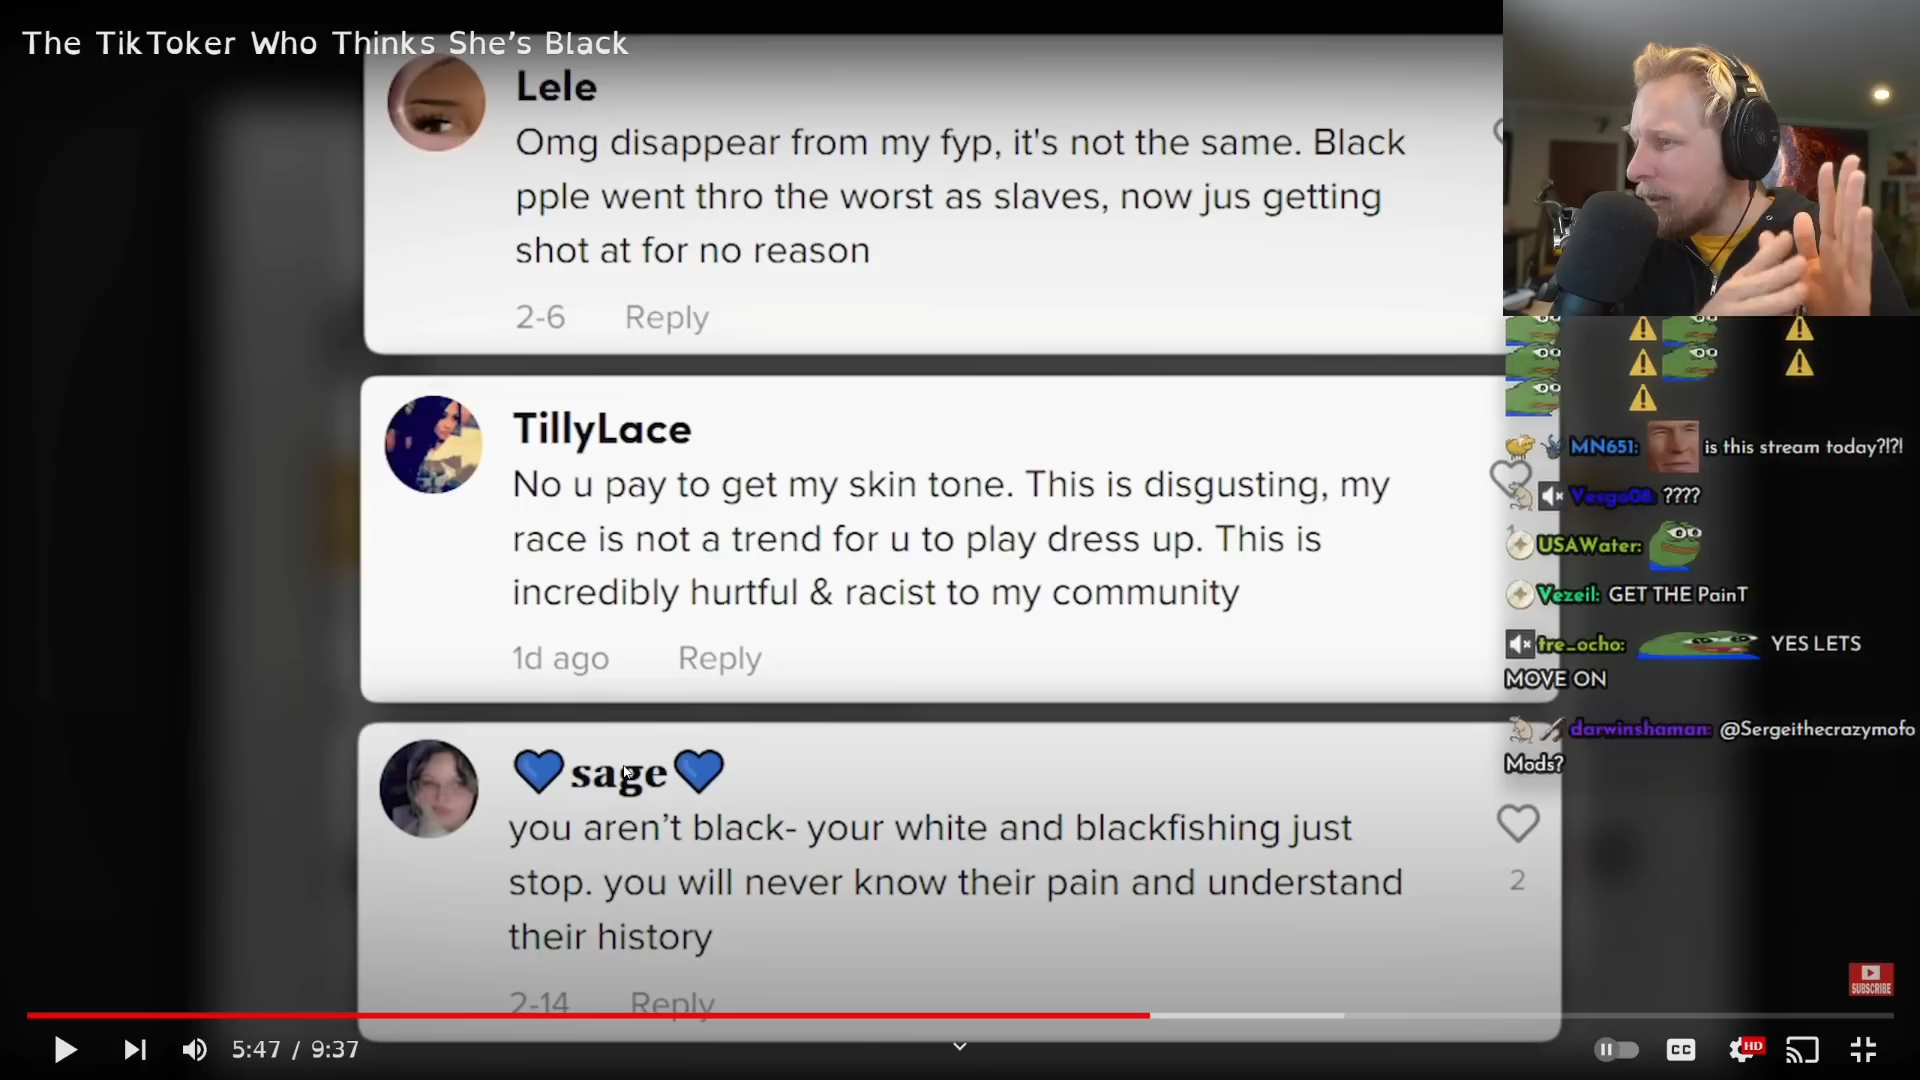 The TikToker Who Thinks She’s Black
Lele
Omg disappear from my fyp, it's not the same. Black
pple went thro the worst as slaves, now jus getting
shot at for no reason
2-6 Reply
TillyLace
No u pay to get my skin tone. This is disgusting, my
race is not a trend for u to play dress up. This is
incredibly hurtful & racist to my community
1d ago Reply
💙sage💙
you aren’t black- your white and blackfishing just
stop. you will never know their pain and understand
their history
2
2-14 Reply
MN651: is this stream today?!?!
Vesgo08: ????
USAWater:
Vezeil: GET THE PainT
tre_ocho: YES LETS
MOVE ON
darwinshaman: @Sergeithecrazymofo
Mods?
SUBSCRIBE
5:47 / 9:37
CC
HD